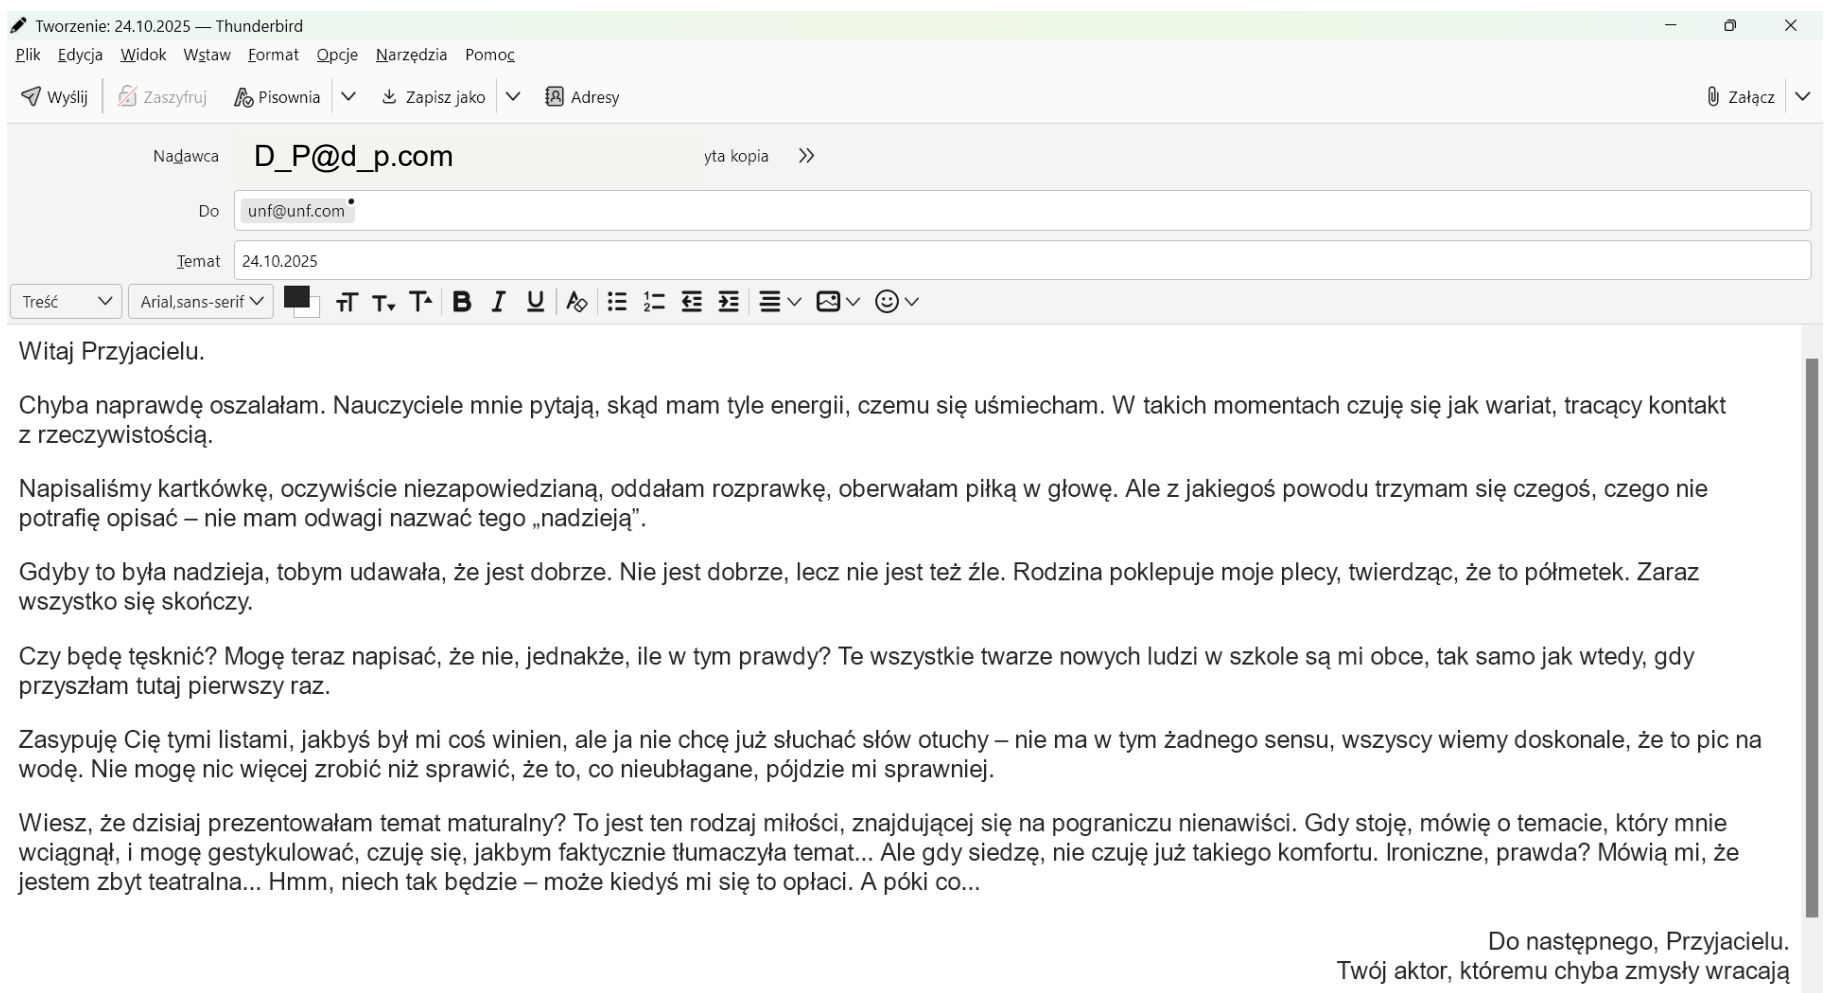 Tworzenie: 24.10.2025 — Thunderbird
Plik Edycja Widok Wstaw Format Opcje Narzędzia Pomoc
Wyślij Zaszyfruj Pisownia Zapisz jako Adresy Załącz
Nadawca D_P@d_p.com yta kopia
Do unf@unf.com
Temat 24.10.2025
Treść Arial,sans-serif
Witaj Przyjacielu.
Chyba naprawdę oszalałam. Nauczyciele mnie pytają, skąd mam tyle energii, czemu się uśmiecham. W takich momentach czuję się jak wariat, tracący kontakt
z rzeczywistością.
Napisaliśmy kartkówkę, oczywiście niezapowiedzianą, oddałam rozprawkę, oberwałam piłką w głowę. Ale z jakiegoś powodu trzymam się czegoś, czego nie
potrafię opisać – nie mam odwagi nazwać tego „nadzieją”.
Gdyby to była nadzieja, tobym udawała, że jest dobrze. Nie jest dobrze, lecz nie jest też źle. Rodzina poklepuje moje plecy, twierdząc, że to półmetek. Zaraz
wszystko się skończy.
Czy będę tęsknić? Mogę teraz napisać, że nie, jednakże, ile w tym prawdy? Te wszystkie twarze nowych ludzi w szkole są mi obce, tak samo jak wtedy, gdy
przyszłam tutaj pierwszy raz.
Zasypuję Cię tymi listami, jakbyś był mi coś winien, ale ja nie chcę już słuchać słów otuchy – nie ma w tym żadnego sensu, wszyscy wiemy doskonale, że to pic na
wodę. Nie mogę nic więcej zrobić niż sprawić, że to, co nieubłagane, pójdzie mi sprawniej.
Wiesz, że dzisiaj prezentowałam temat maturalny? To jest ten rodzaj miłości, znajdującej się na pograniczu nienawiści. Gdy stoję, mówię o temacie, który mnie
wciągnął, i mogę gestykulować, czuję się, jakbym faktycznie tłumaczyła temat... Ale gdy siedzę, nie czuję już takiego komfortu. Ironiczne, prawda? Mówią mi, że
jestem zbyt teatralna... Hmm, niech tak będzie – może kiedyś mi się to opłaci. A póki co...
Do następnego, Przyjacielu.
Twój aktor, któremu chyba zmysły wracają